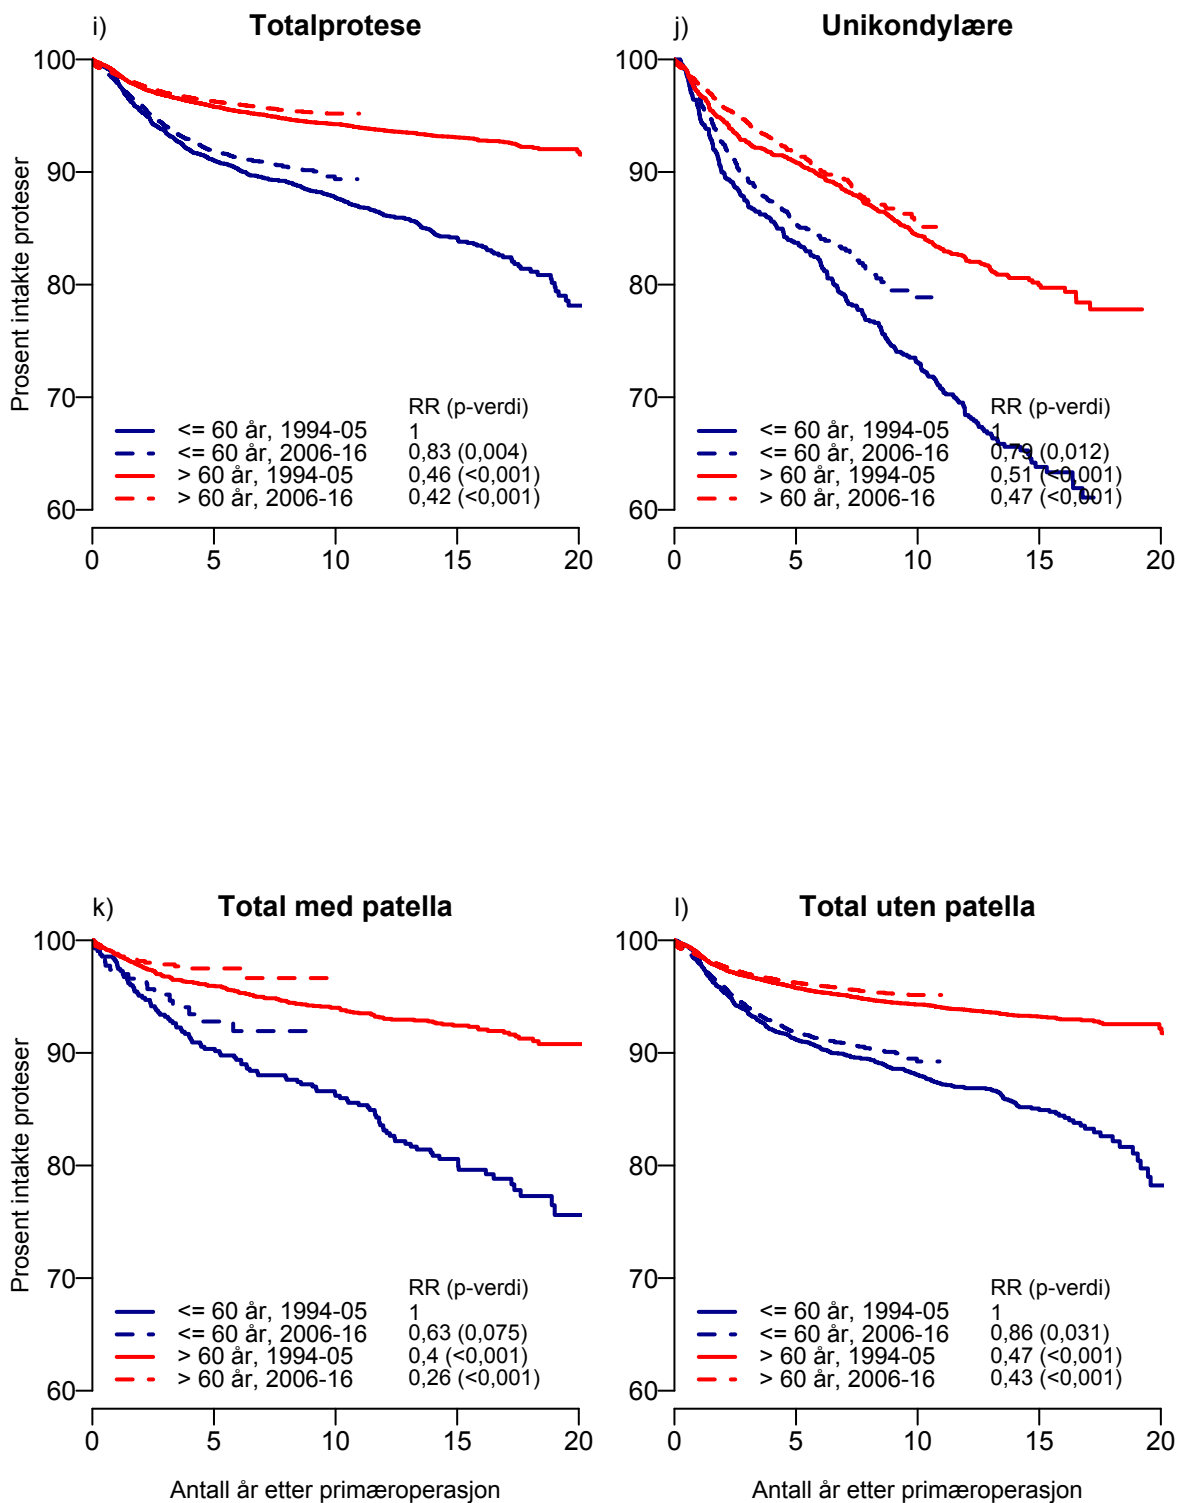 i) Totalprotese
Prosent intakte proteser
100
90
80
70
60
RR (p-verdi)
<= 60 år, 1994-05 1
<= 60 år, 2006-16 0,83 (0,004)
> 60 år, 1994-05 0,46 (<0,001)
> 60 år, 2006-16 0,42 (<0,001)
0 5 10 15 20
j) Unikondylære
100
90
80
70
60
RR (p-verdi)
<= 60 år, 1994-05 1
<= 60 år, 2006-16 0,79 (0,012)
> 60 år, 1994-05 0,51 (<0,001)
> 60 år, 2006-16 0,47 (<0,001)
0 5 10 15 20
k) Total med patella
Prosent intakte proteser
100
90
80
70
60
RR (p-verdi)
<= 60 år, 1994-05 1
<= 60 år, 2006-16 0,63 (0,075)
> 60 år, 1994-05 0,4 (<0,001)
> 60 år, 2006-16 0,26 (<0,001)
0 5 10 15 20
Antall år etter primæroperasjon
l) Total uten patella
100
90
80
70
60
RR (p-verdi)
<= 60 år, 1994-05 1
<= 60 år, 2006-16 0,86 (0,031)
> 60 år, 1994-05 0,47 (<0,001)
> 60 år, 2006-16 0,43 (<0,001)
0 5 10 15 20
Antall år etter primæroperasjon